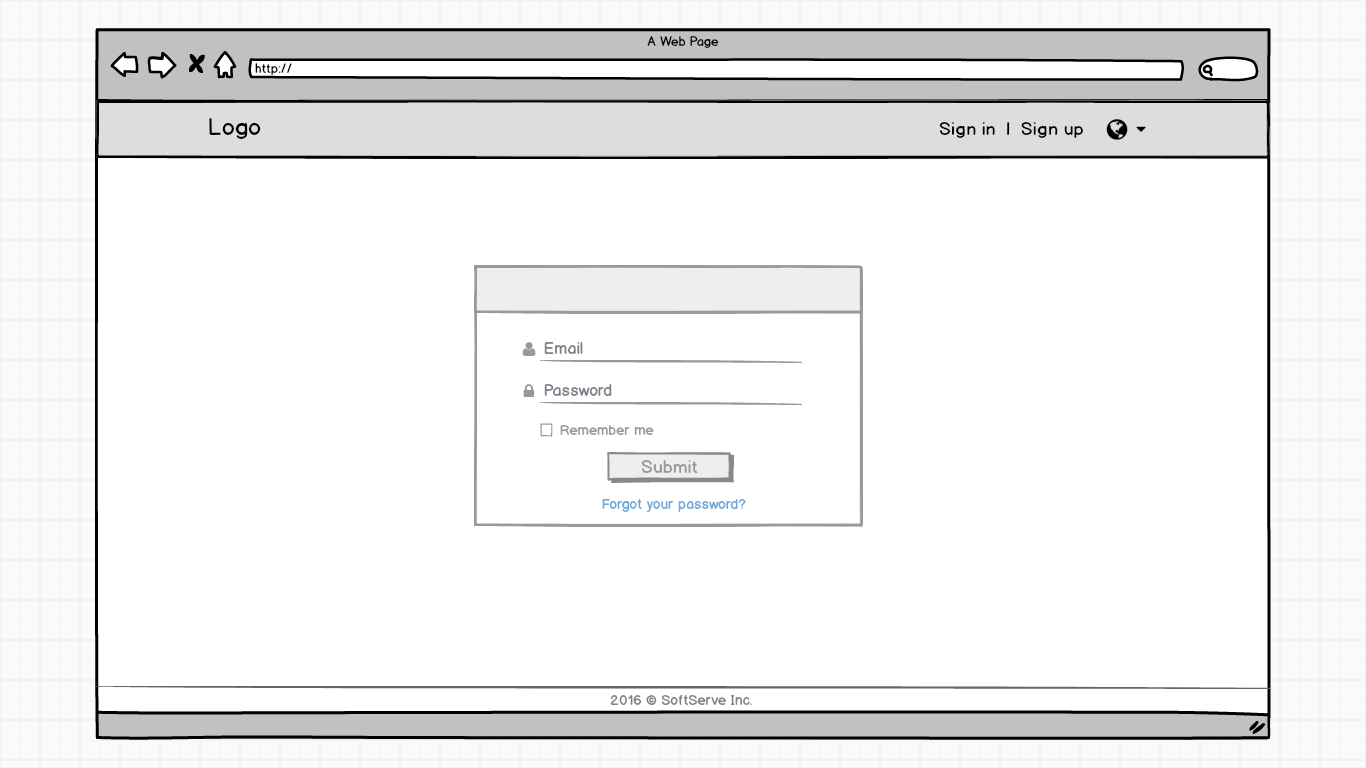 A Web Page
http://
Logo
Sign in | Sign up
Email
Password
Remember me
Submit
Forgot your password?
2016 © SoftServe Inc.